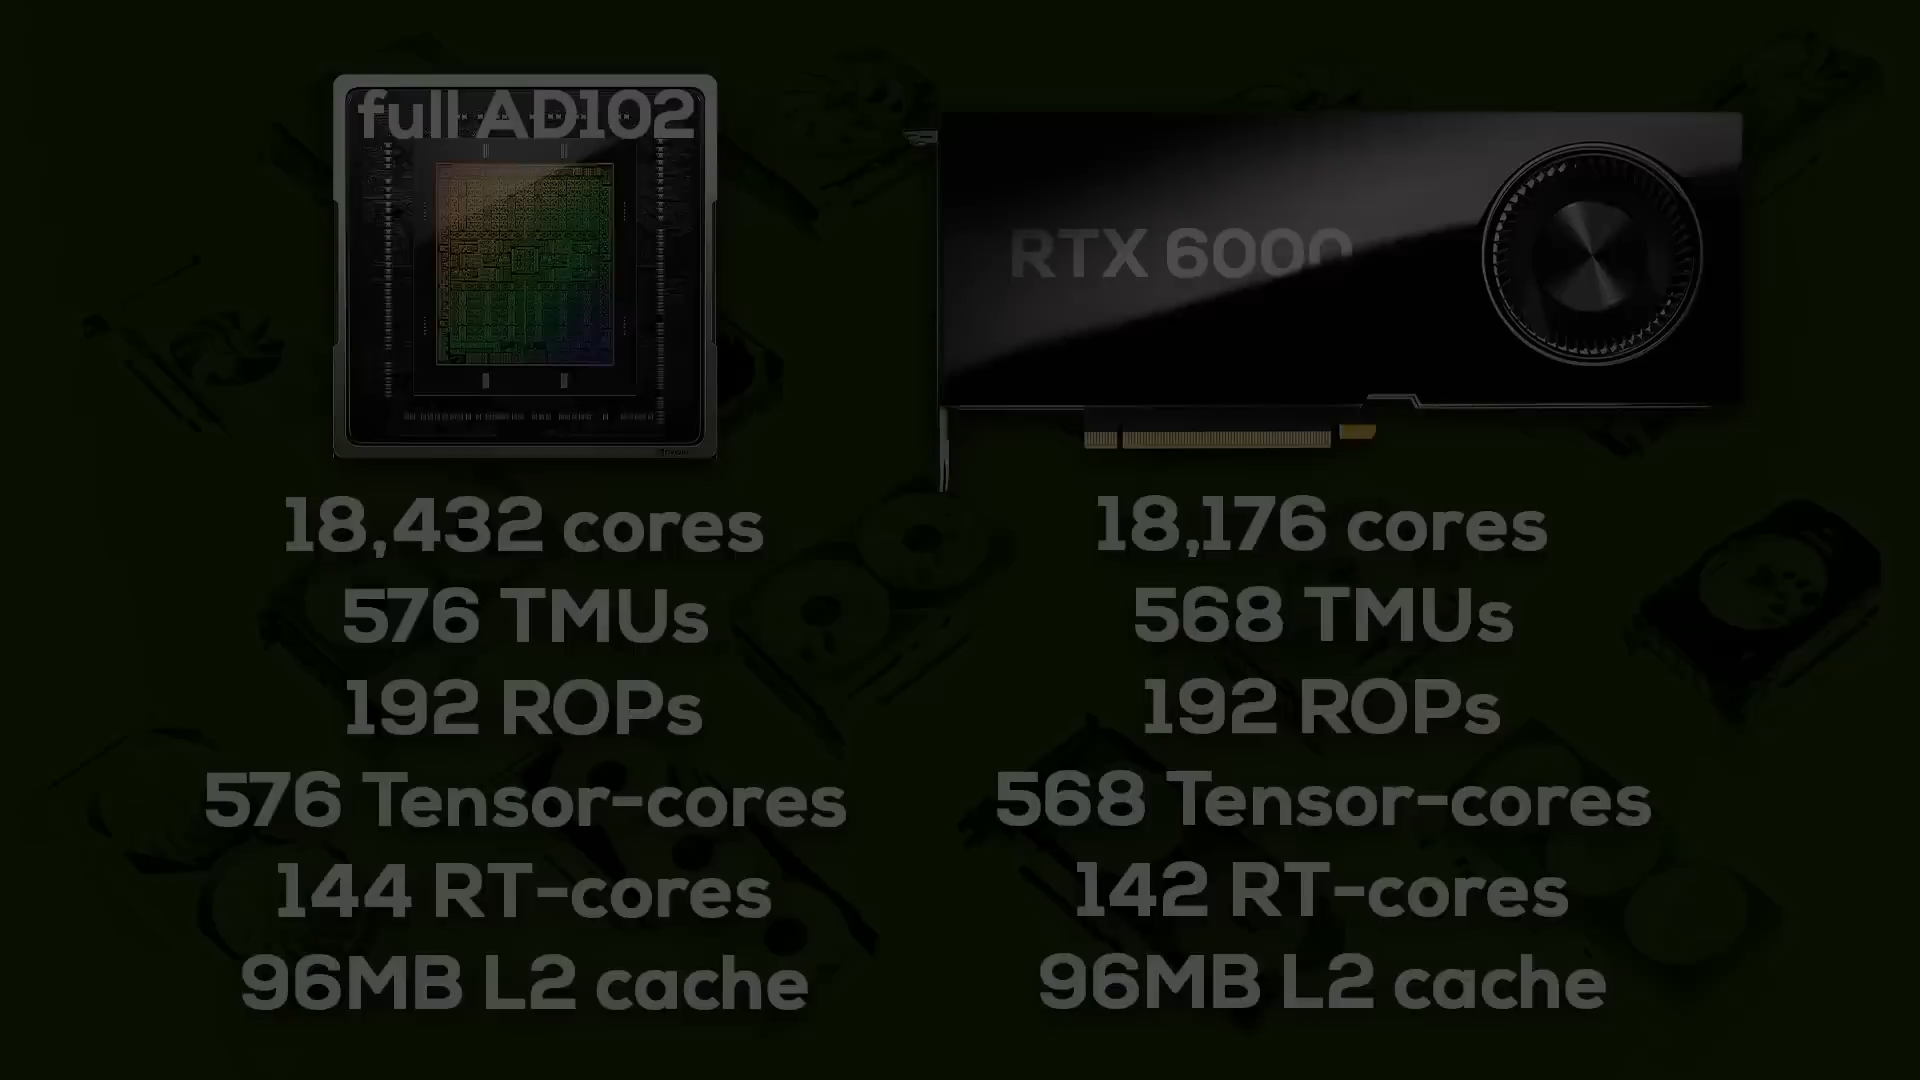 full AD102
18,432 cores
576 TMUs
192 ROPs
576 Tensor-cores
144 RT-cores
96MB L2 cache
RTX 6000
18,176 cores
568 TMUs
192 ROPs
568 Tensor-cores
142 RT-cores
96MB L2 cache